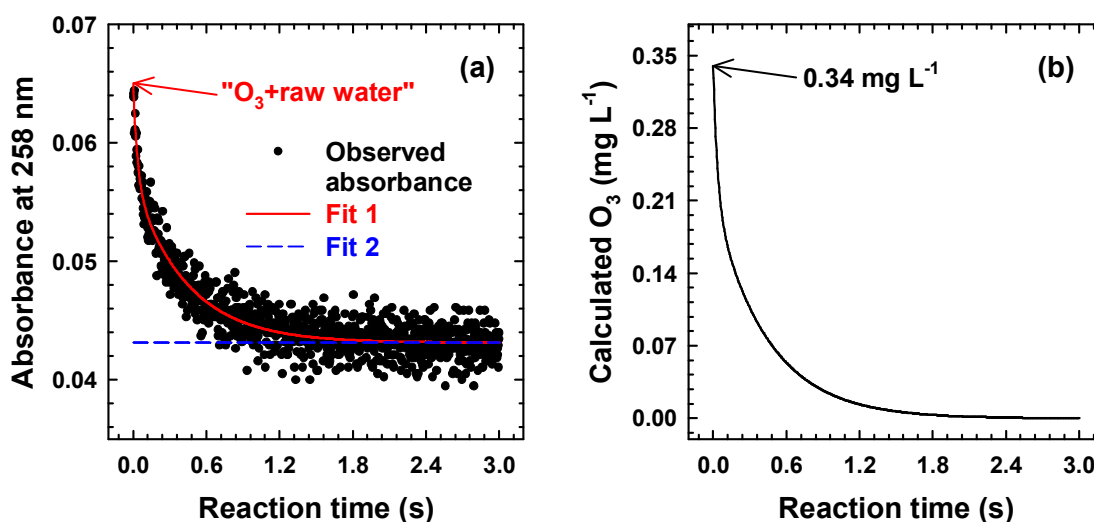 (a)
"O₃+raw water"
Observed
absorbance
Fit 1
Fit 2
Absorbance at 258 nm
0.07
0.06
0.05
0.04
0.0 0.6 1.2 1.8 2.4 3.0
Reaction time (s)
(b)
0.34 mg L⁻¹
Calculated O₃ (mg L⁻¹)
0.35
0.28
0.21
0.14
0.07
0.00
0.0 0.6 1.2 1.8 2.4 3.0
Reaction time (s)